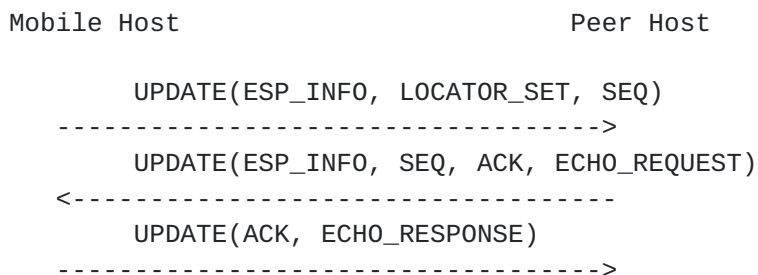 Mobile Host                         Peer Host
UPDATE(ESP_INFO, LOCATOR_SET, SEQ)
----------------------------------->
UPDATE(ESP_INFO, SEQ, ACK, ECHO_REQUEST)
<-----------------------------------
UPDATE(ACK, ECHO_RESPONSE)
----------------------------------->